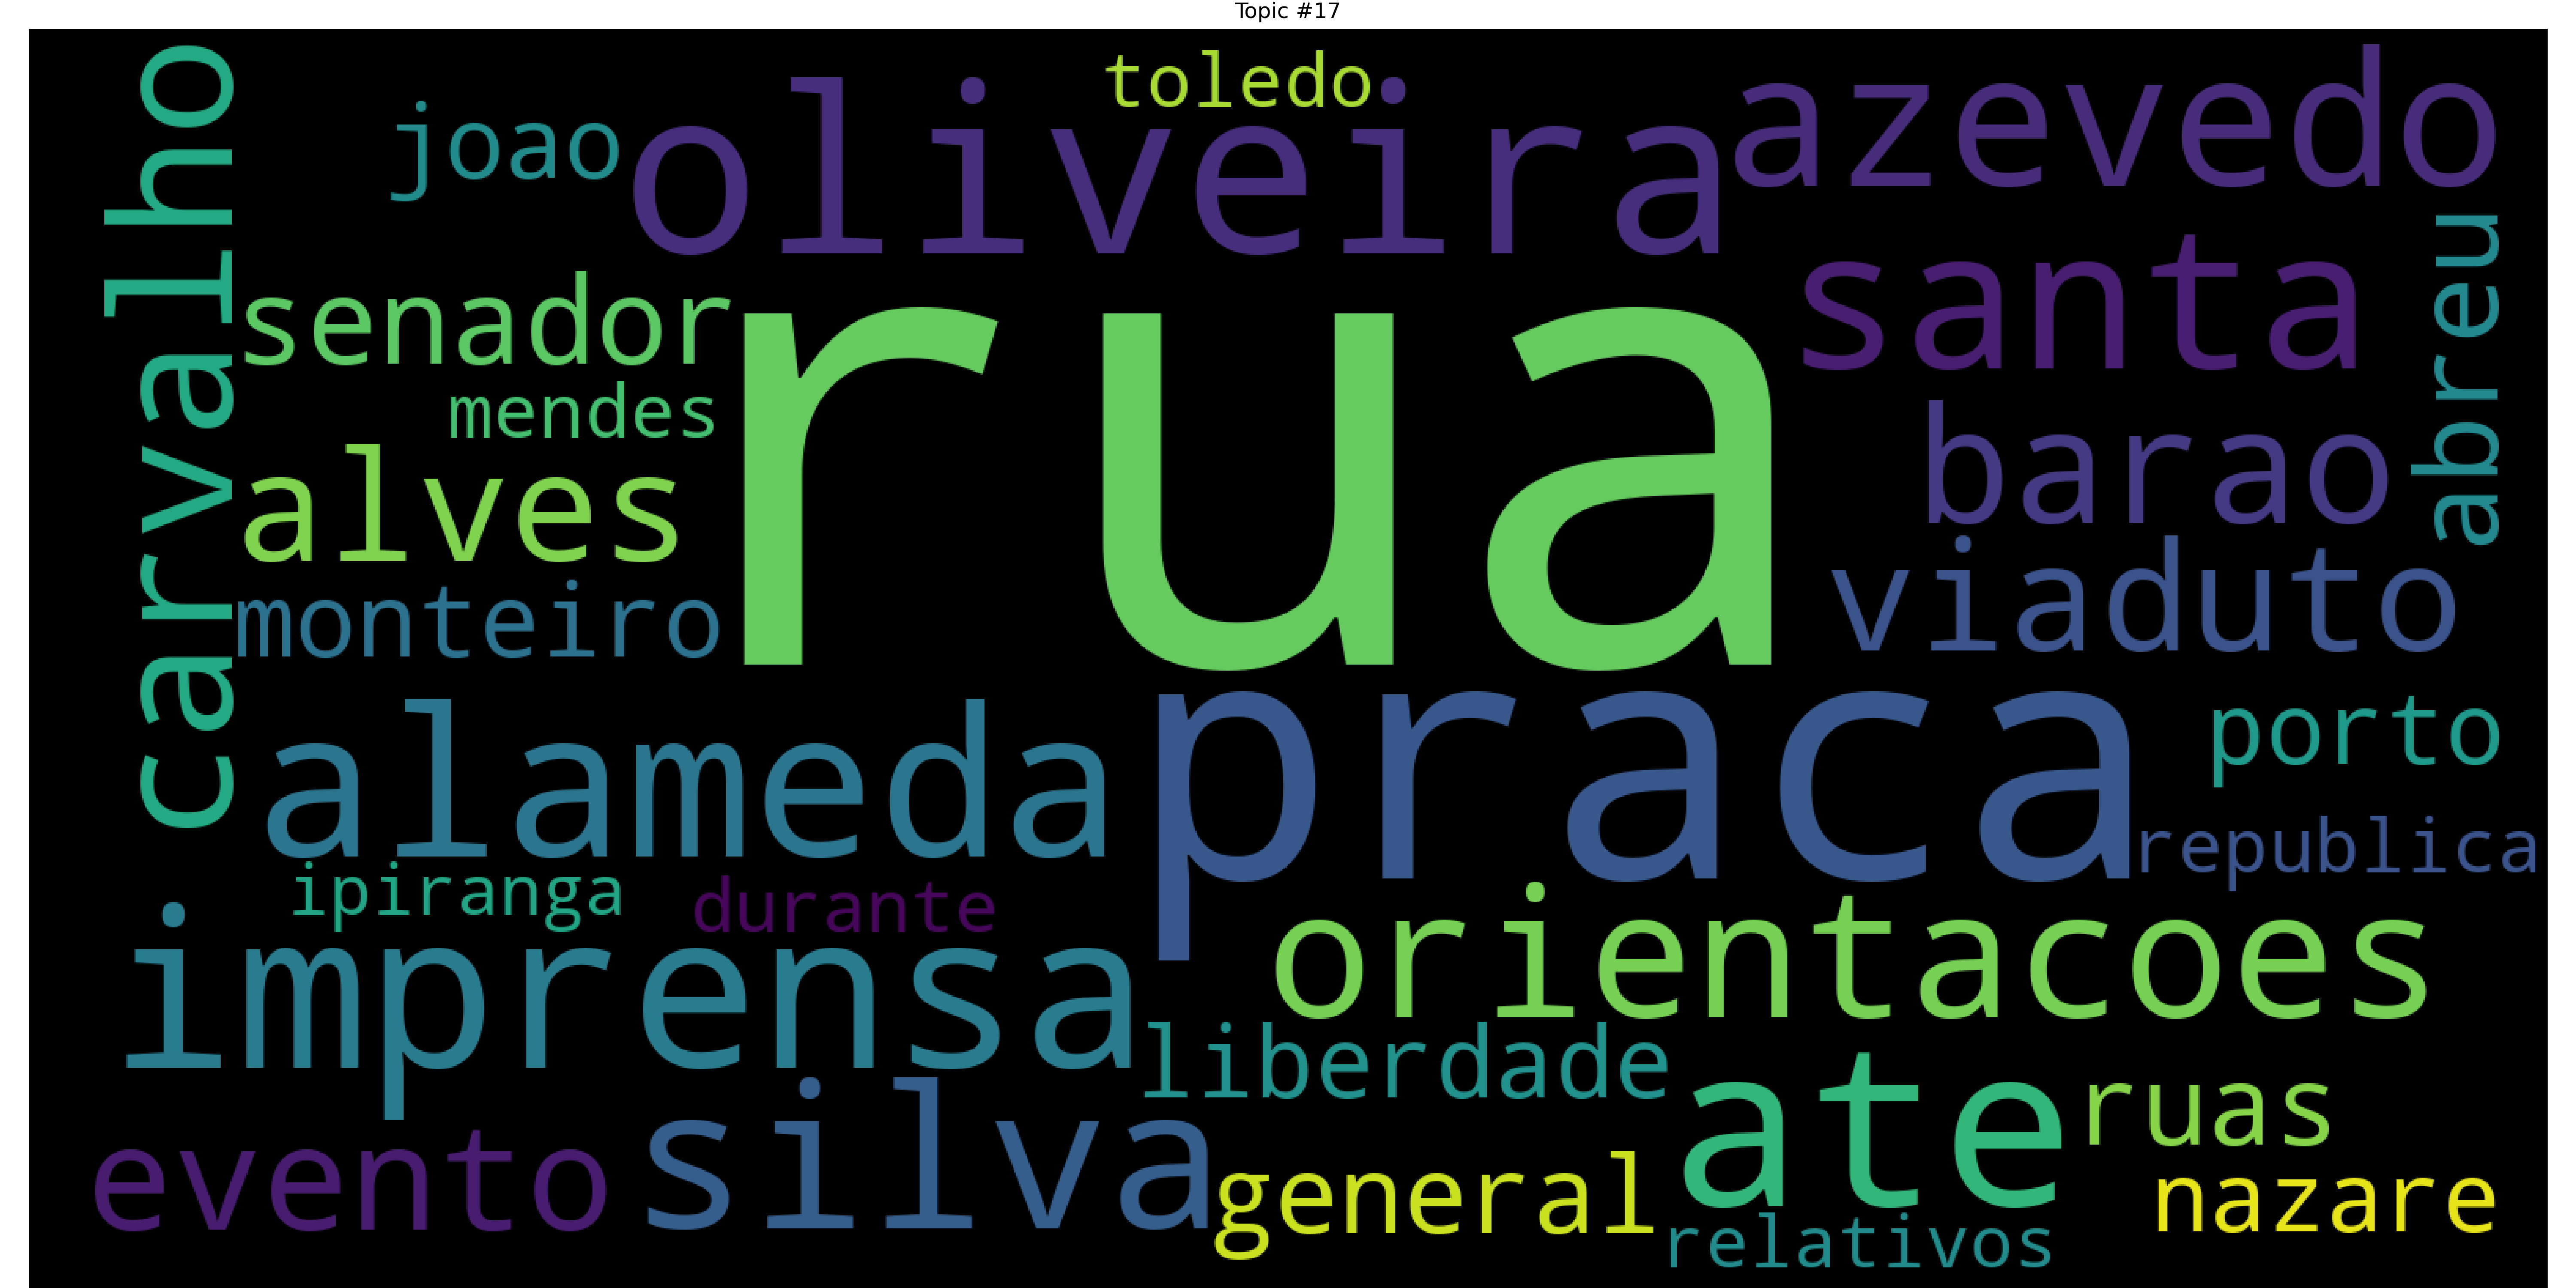 Topic #17
toledo
joao
oliveira
azevedo
carvalho
senador
rua
santa
abreu
mendes
barao
alves
viaduto
monteiro
alameda
praca
porto
republica
ipiranga
durante
orientacoes
imprensa
liberdade
ate
ruas
evento
silva
general
nazare
relativos